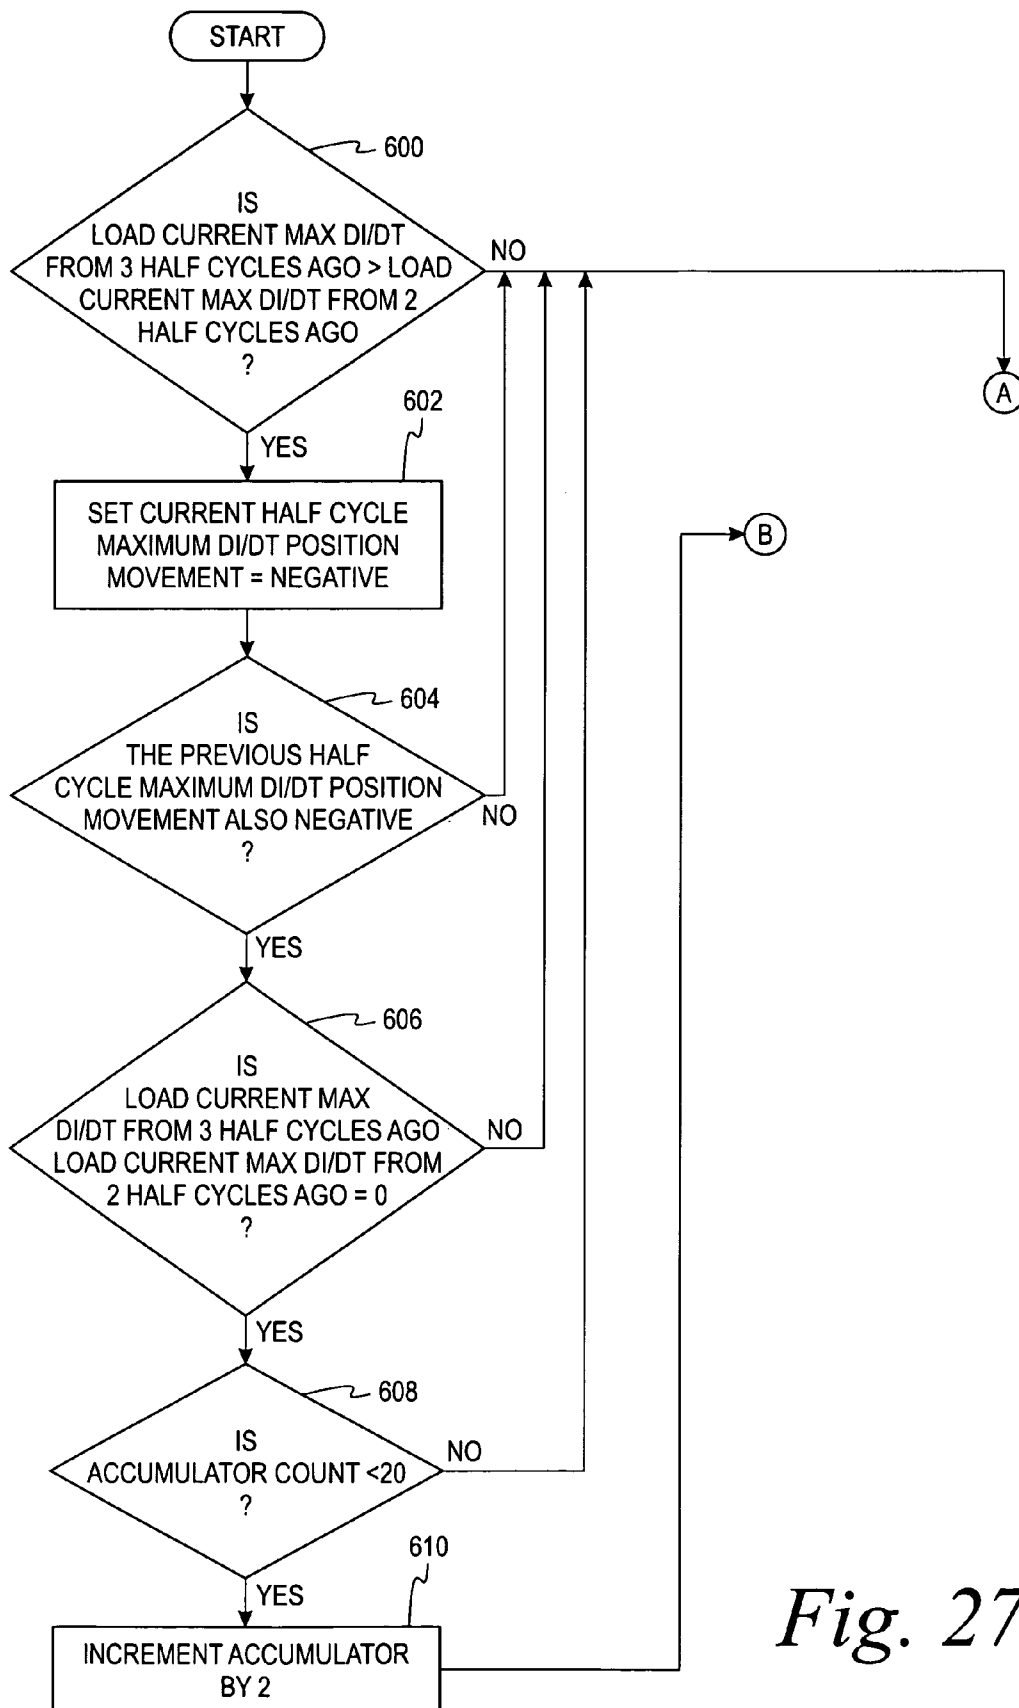 START
600
IS
LOAD CURRENT MAX DI/DT
FROM 3 HALF CYCLES AGO > LOAD
CURRENT MAX DI/DT FROM 2
HALF CYCLES AGO
?
NO
A
YES
602
SET CURRENT HALF CYCLE
MAXIMUM DI/DT POSITION
MOVEMENT = NEGATIVE
B
604
IS
THE PREVIOUS HALF
CYCLE MAXIMUM DI/DT POSITION
MOVEMENT ALSO NEGATIVE
?
NO
YES
606
IS
LOAD CURRENT MAX
DI/DT FROM 3 HALF CYCLES AGO
LOAD CURRENT MAX DI/DT FROM
2 HALF CYCLES AGO = 0
?
NO
YES
608
IS
ACCUMULATOR COUNT <20
?
NO
YES
610
INCREMENT ACCUMULATOR
BY 2
Fig. 27